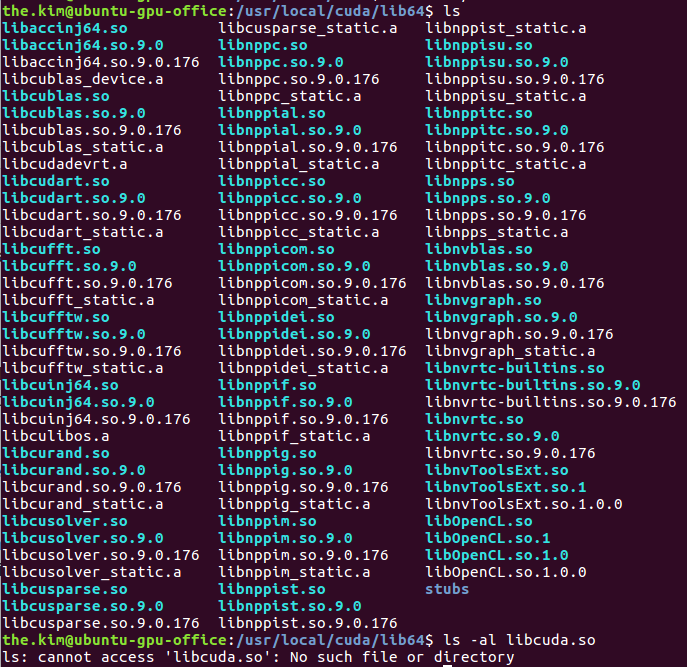 the.kim@ubuntu-gpu-office:/usr/local/cuda/lib64$ ls
libaccinj64.so libcusparse_static.a libnppist_static.a
libaccinj64.so.9.0 libnppc.so libnppisu.so
libaccinj64.so.9.0.176 libnppc.so.9.0 libnppisu.so.9.0
libcublas_device.a libnppc.so.9.0.176 libnppisu.so.9.0.176
libcublas.so libnppc_static.a libnppisu_static.a
libcublas.so.9.0 libnppial.so libnppitc.so
libcublas.so.9.0.176 libnppial.so.9.0 libnppitc.so.9.0
libcublas_static.a libnppial.so.9.0.176 libnppitc.so.9.0.176
libcudadevrt.a libnppial_static.a libnppitc_static.a
libcudart.so libnppicc.so libnpps.so
libcudart.so.9.0 libnppicc.so.9.0 libnpps.so.9.0
libcudart.so.9.0.176 libnppicc.so.9.0.176 libnpps.so.9.0.176
libcudart_static.a libnppicc_static.a libnpps_static.a
libcufft.so libnppicom.so libnvblas.so
libcufft.so.9.0 libnppicom.so.9.0 libnvblas.so.9.0
libcufft.so.9.0.176 libnppicom.so.9.0.176 libnvblas.so.9.0.176
libcufft_static.a libnppicom_static.a libnvgraph.so
libcufftw.so libnppidei.so libnvgraph.so.9.0
libcufftw.so.9.0 libnppidei.so.9.0 libnvgraph.so.9.0.176
libcufftw.so.9.0.176 libnppidei.so.9.0.176 libnvgraph_static.a
libcufftw_static.a libnppidei_static.a libnvrtc-builtins.so
libcuinj64.so libnppif.so libnvrtc-builtins.so.9.0
libcuinj64.so.9.0 libnppif.so.9.0 libnvrtc-builtins.so.9.0.176
libcuinj64.so.9.0.176 libnppif.so.9.0.176 libnvrtc.so
libculibos.a libnppif_static.a libnvrtc.so.9.0
libcurand.so libnppig.so libnvrtc.so.9.0.176
libcurand.so.9.0 libnppig.so.9.0 libnvToolsExt.so
libcurand.so.9.0.176 libnppig.so.9.0.176 libnvToolsExt.so.1
libcurand_static.a libnppig_static.a libnvToolsExt.so.1.0.0
libcusolver.so libnppim.so libOpenCL.so
libcusolver.so.9.0 libnppim.so.9.0 libOpenCL.so.1
libcusolver.so.9.0.176 libnppim.so.9.0.176 libOpenCL.so.1.0
libcusolver_static.a libnppim_static.a libOpenCL.so.1.0.0
libcusparse.so libnppist.so stubs
libcusparse.so.9.0 libnppist.so.9.0
libcusparse.so.9.0.176 libnppist.so.9.0.176
the.kim@ubuntu-gpu-office:/usr/local/cuda/lib64$ ls -al libcuda.so
ls: cannot access 'libcuda.so': No such file or directory